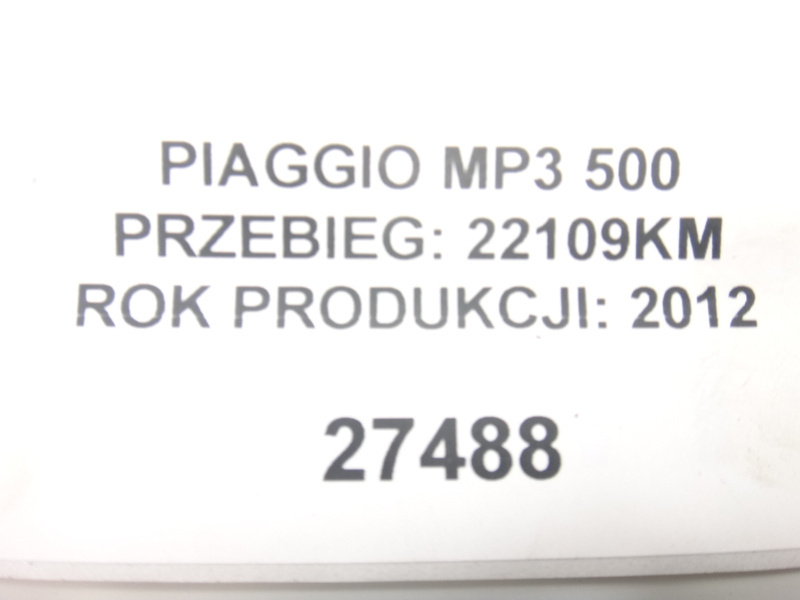 PIAGGIO MP3 500
PRZEBIEG: 22109KM
ROK PRODUKCJI: 2012
27488